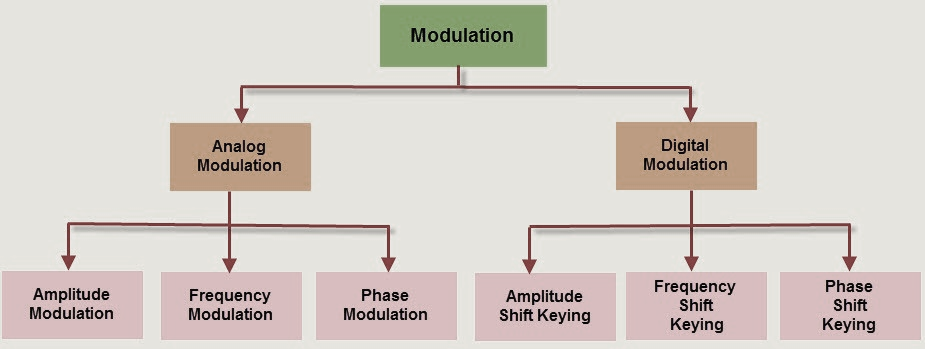 Modulation
Analog
Modulation
Digital
Modulation
Amplitude
Modulation
Frequency
Modulation
Phase
Modulation
Amplitude
Shift Keying
Frequency
Shift
Keying
Phase
Shift
Keying